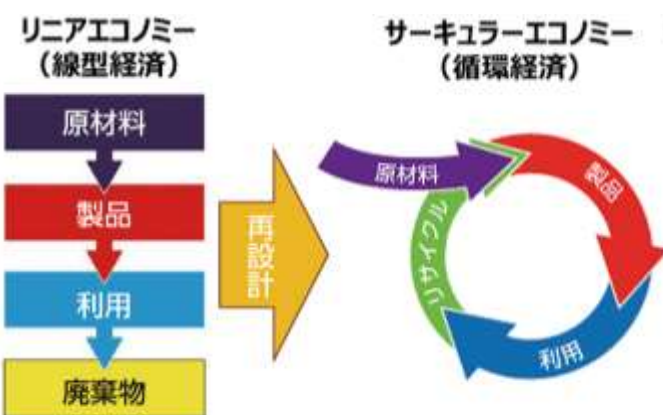 リニアエコノミー
（線型経済）
原材料
製品
利用
廃棄物
再設計
サーキュラーエコノミー
（循環経済）
原材料
製品
利用
リサイクル